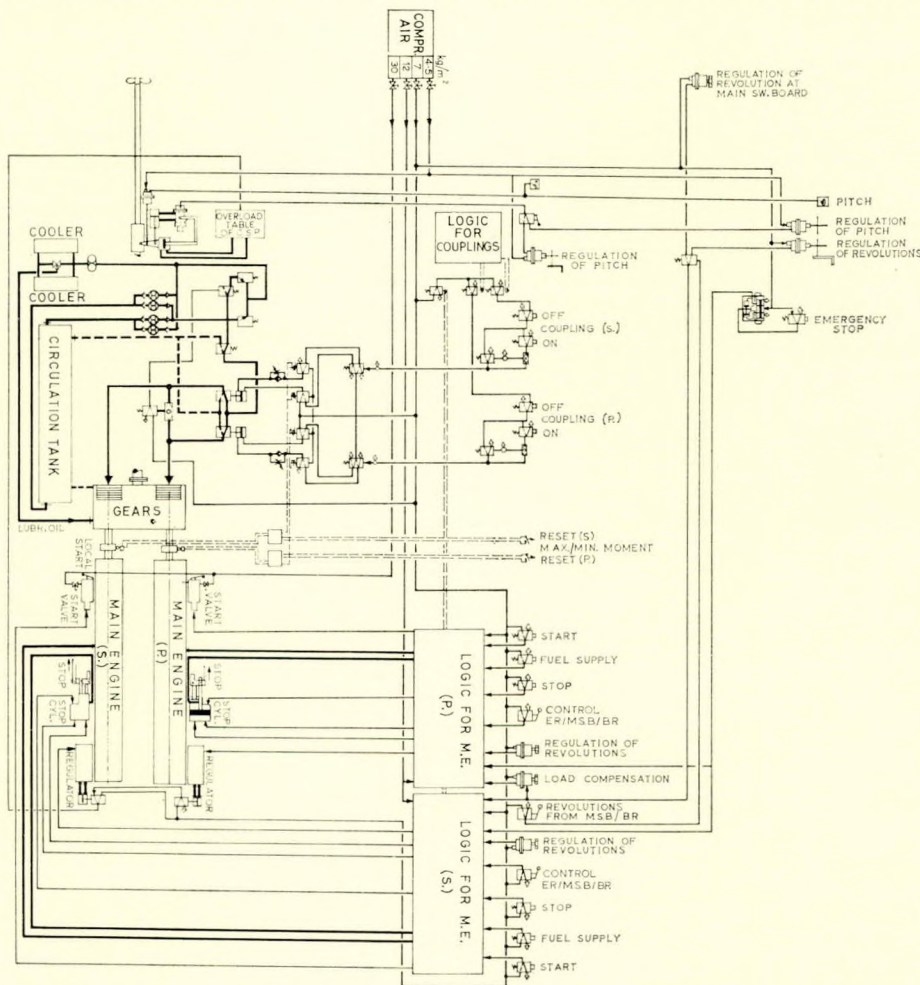 COMPR.
AIR
30
12
7
4-5
kg/m²
REGULATION OF
REVOLUTION AT
MAIN SW. BOARD
PITCH
REGULATION
OF PITCH
REGULATION
OF REVOLUTIONS
OVERLOAD
TABLE
LOGIC
FOR
COUPLINGS
REGULATION
OF PITCH
COOLER
COOLER
OFF
COUPLING (S.)
ON
EMERGENCY
STOP
CIRCULATION TANK
OFF
COUPLING (P.)
ON
GEARS
LUBR. OIL
LOCAL
START
START
VALVE
START
VALVE
RESET (S)
MAX./MIN. MOMENT
RESET (P.)
MAIN ENGINE
(S.)
MAIN ENGINE
(P.)
STOP
STOP
CYL.
STOP
STOP
CYL.
REGULATOR
REGULATOR
LOGIC FOR M.E.
(P.)
START
FUEL SUPPLY
STOP
CONTROL
ER/M.S.B/BR
REGULATION OF
REVOLUTIONS
LOAD COMPENSATION
LOGIC FOR M.E.
(S.)
REVOLUTIONS
FROM M.S.B/BR
REGULATION OF
REVOLUTIONS
CONTROL
ER/M.S.B/BR
STOP
FUEL SUPPLY
START